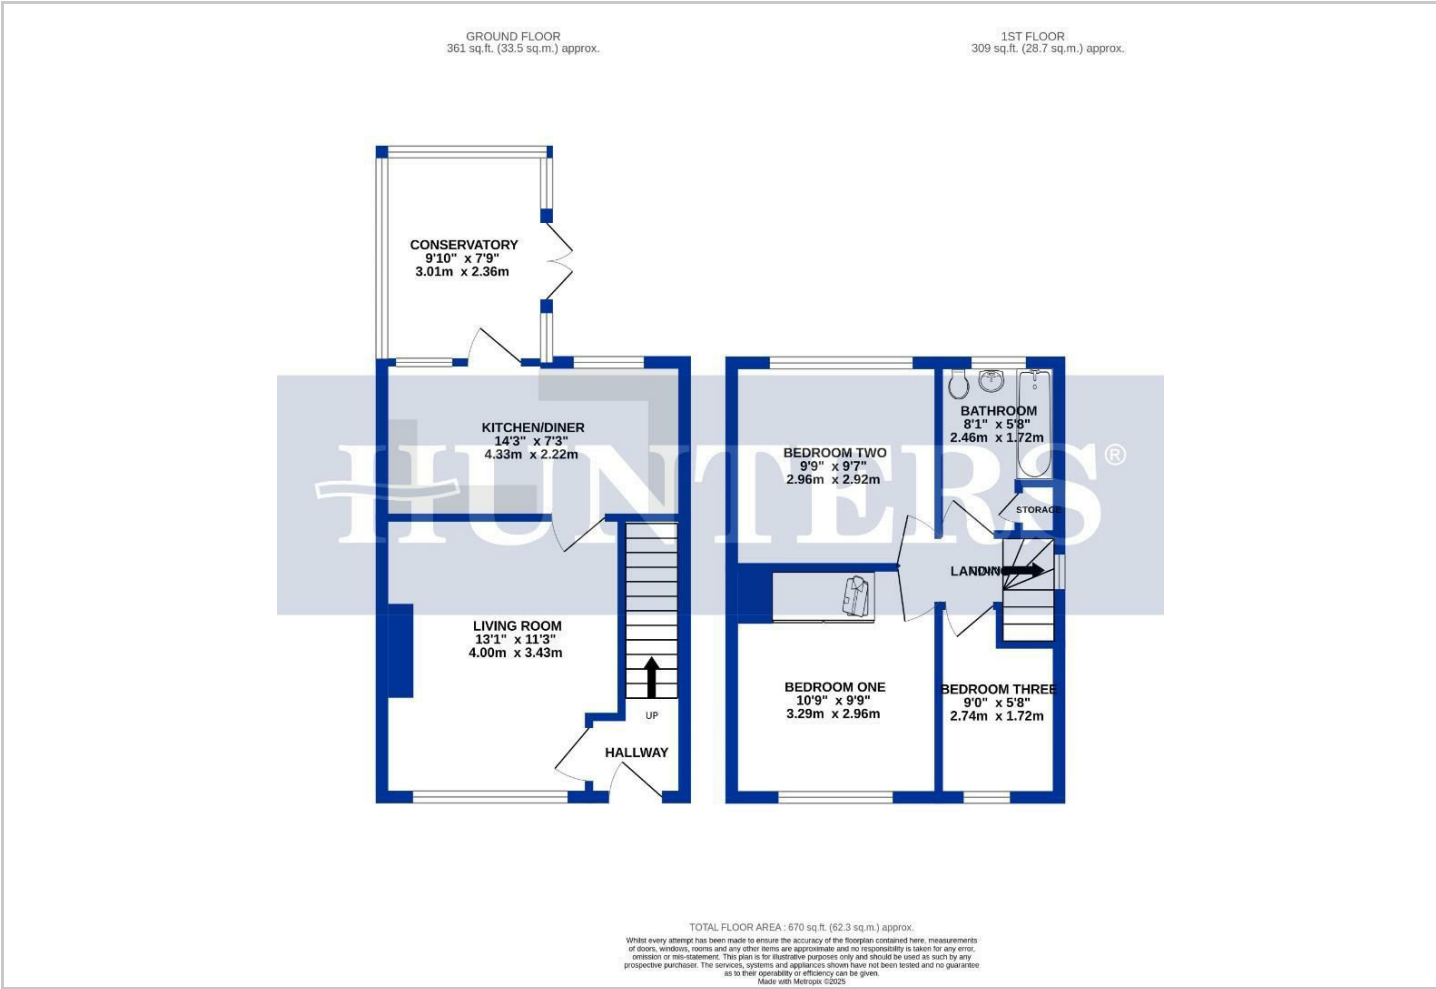 GROUND FLOOR
361 sq.ft. (33.5 sq.m.) approx.
1ST FLOOR
309 sq.ft. (28.7 sq.m.) approx.
CONSERVATORY
9'10" x 7'9"
3.01m x 2.36m
KITCHEN/DINER
14'3" x 7'3"
4.33m x 2.22m
LIVING ROOM
13'1" x 11'3"
4.00m x 3.43m
UP
HALLWAY
BEDROOM TWO
9'9" x 9'7"
2.96m x 2.92m
BATHROOM
8'1" x 5'8"
2.46m x 1.72m
STORAGE
LANDING
BEDROOM ONE
10'9" x 9'9"
3.29m x 2.96m
BEDROOM THREE
9'0" x 5'8"
2.74m x 1.72m
HUNTERS®
TOTAL FLOOR AREA : 670 sq.ft. (62.3 sq.m.) approx.
Whilst every attempt has been made to ensure the accuracy of the floorplan contained here, measurements
of doors, windows, rooms and any other items are approximate and no responsibility is taken for any error,
omission or mis-statement. This plan is for illustrative purposes only and should be used as such by any
prospective purchaser. The services, systems and appliances shown have not been tested and no guarantee
as to their operability or efficiency can be given.
Made with Metropix ©2025